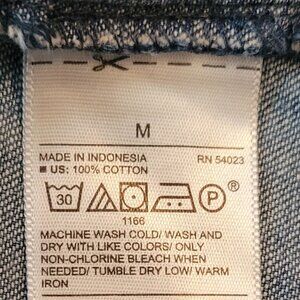 M
MADE IN INDONESIA RN 54023
■ US: 100% COTTON
30 P ®
1166
MACHINE WASH COLD/ WASH AND
DRY WITH LIKE COLORS/ ONLY
NON-CHLORINE BLEACH WHEN
NEEDED/ TUMBLE DRY LOW/ WARM
IRON